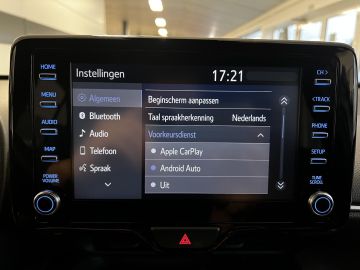 Instellingen 17:21
HOME
MENU
AUDIO
MAP
POWER
VOLUME
Algemeen
Bluetooth
Audio
Telefoon
Spraak
Beginscherm aanpassen
Taal spraakherkenning Nederlands
Voorkeursdienst
Apple CarPlay
Android Auto
Uit
CH >
< TRACK
PHONE
SETUP
TUNE
SCROLL